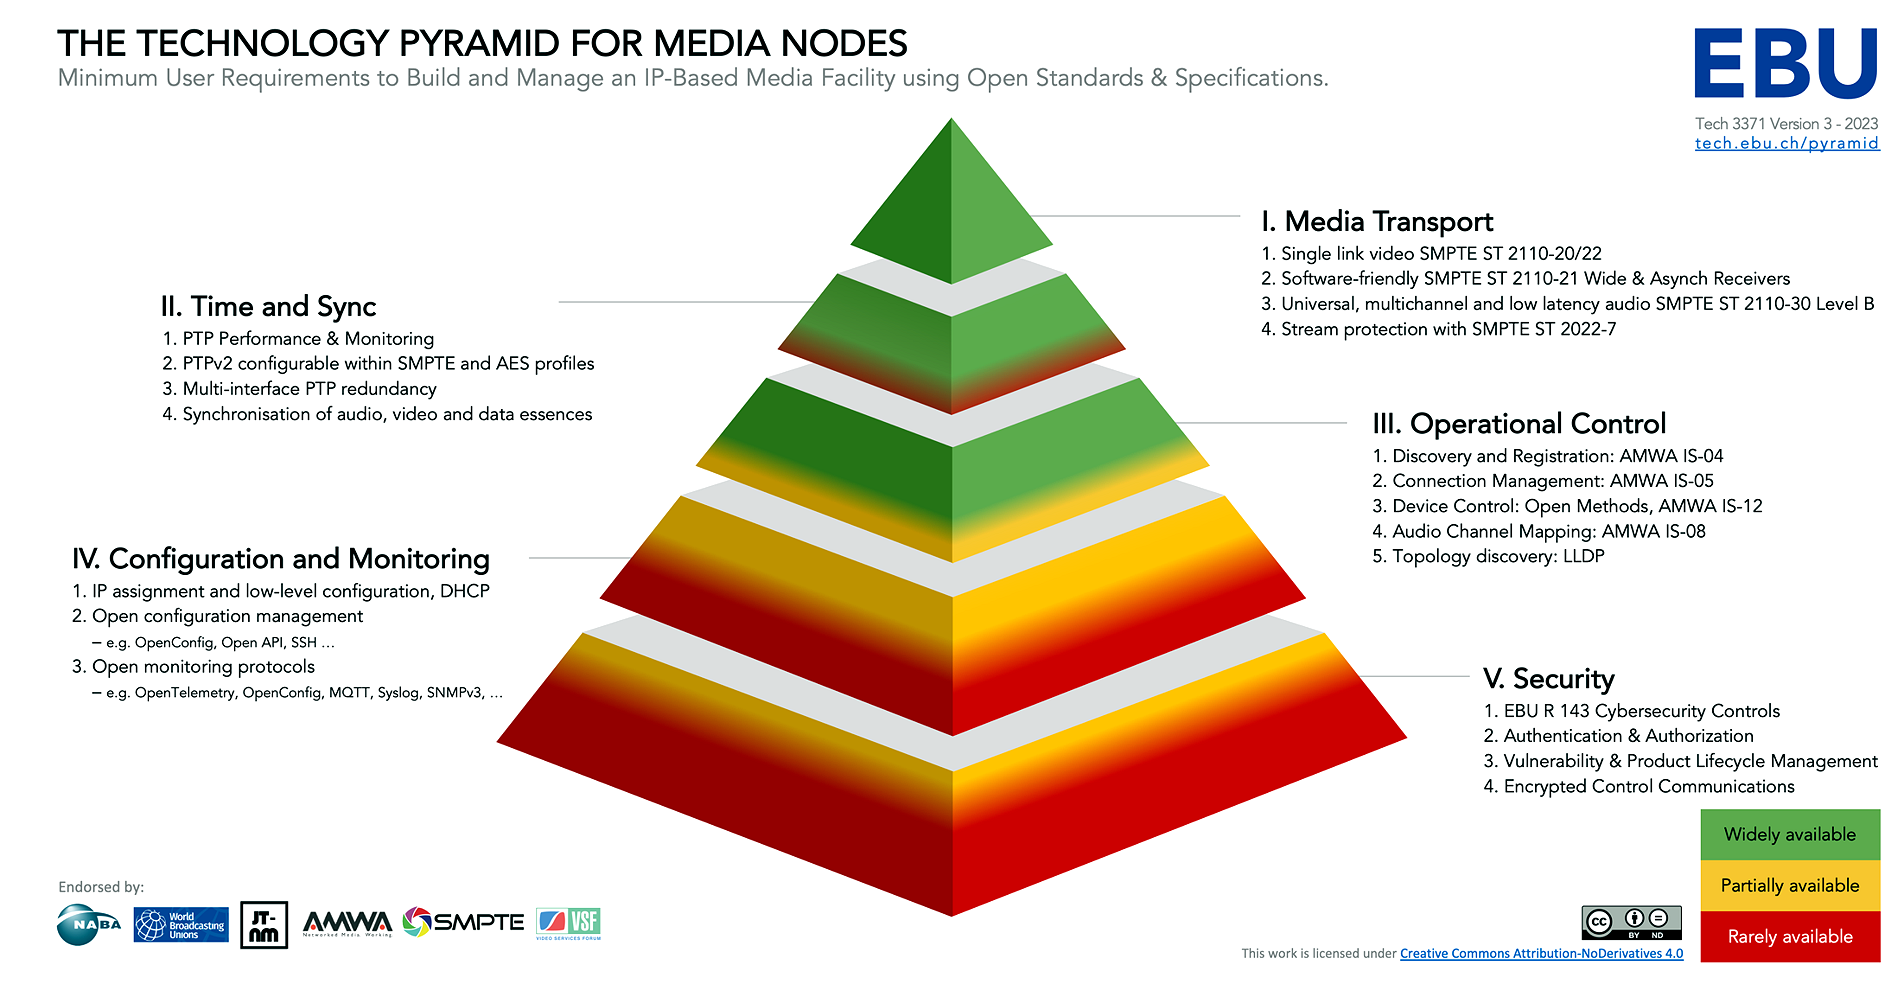 THE TECHNOLOGY PYRAMID FOR MEDIA NODES
Minimum User Requirements to Build and Manage an IP-Based Media Facility using Open Standards & Specifications.
EBU
Tech 3371 Version 3 - 2023
tech.ebu.ch/pyramid
I. Media Transport
1. Single link video SMPTE ST 2110-20/22
2. Software-friendly SMPTE ST 2110-21 Wide & Asynch Receivers
3. Universal, multichannel and low latency audio SMPTE ST 2110-30 Level B
4. Stream protection with SMPTE ST 2022-7
II. Time and Sync
1. PTP Performance & Monitoring
2. PTPv2 configurable within SMPTE and AES profiles
3. Multi-interface PTP redundancy
4. Synchronisation of audio, video and data essences
III. Operational Control
1. Discovery and Registration: AMWA IS-04
2. Connection Management: AMWA IS-05
3. Device Control: Open Methods, AMWA IS-12
4. Audio Channel Mapping: AMWA IS-08
5. Topology discovery: LLDP
IV. Configuration and Monitoring
1. IP assignment and low-level configuration, DHCP
2. Open configuration management
– e.g. OpenConfig, Open API, SSH ...
3. Open monitoring protocols
– e.g. OpenTelemetry, OpenConfig, MQTT, Syslog, SNMPv3, ...
V. Security
1. EBU R 143 Cybersecurity Controls
2. Authentication & Authorization
3. Vulnerability & Product Lifecycle Management
4. Encrypted Control Communications
Widely available
Partially available
Rarely available
Endorsed by:
NABA
World
Broadcasting
Unions
JT-
NM
AMWA
Networked Media Working
SMPTE
VSF
VIDEO SERVICES FORUM
cc
BY ND
This work is licensed under Creative Commons Attribution-NoDerivatives 4.0